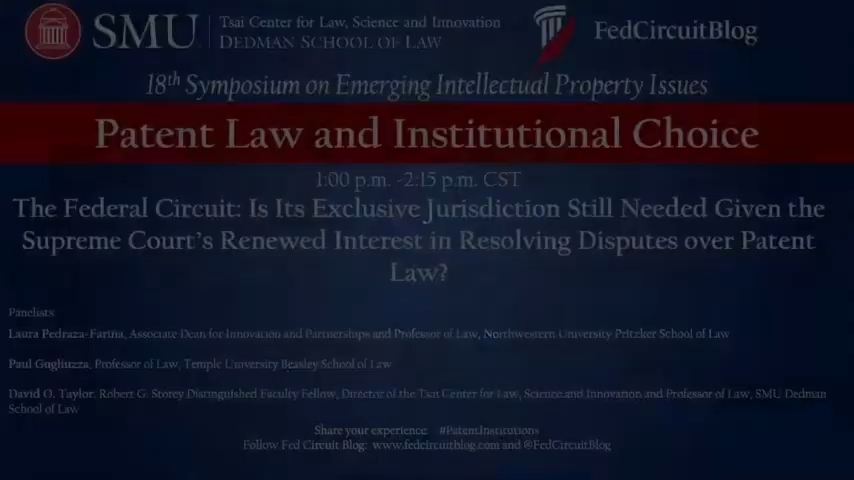 SMU
Tsai Center for Law, Science and Innovation
DEDMAN SCHOOL OF LAW
FedCircuitBlog
18th Symposium on Emerging Intellectual Property Issues
Patent Law and Institutional Choice
1:00 p.m. -2:15 p.m. CST
The Federal Circuit: Is Its Exclusive Jurisdiction Still Needed Given the
Supreme Court's Renewed Interest in Resolving Disputes over Patent
Law?
Panelists:
Laura Pedraza-Fariña, Associate Dean for Innovation and Partnerships and Professor of Law, Northwestern University Pritzker School of Law
Paul Gugliuzza, Professor of Law, Temple University Beasley School of Law
David O. Taylor, Robert G. Storey Distinguished Faculty Fellow, Director of the Tsai Center for Law, Science and Innovation and Professor of Law, SMU Dedman
School of Law
Share your experience: #PatentInstitutions
Follow Fed Circuit Blog: www.fedcircuitblog.com and @FedCircuitBlog